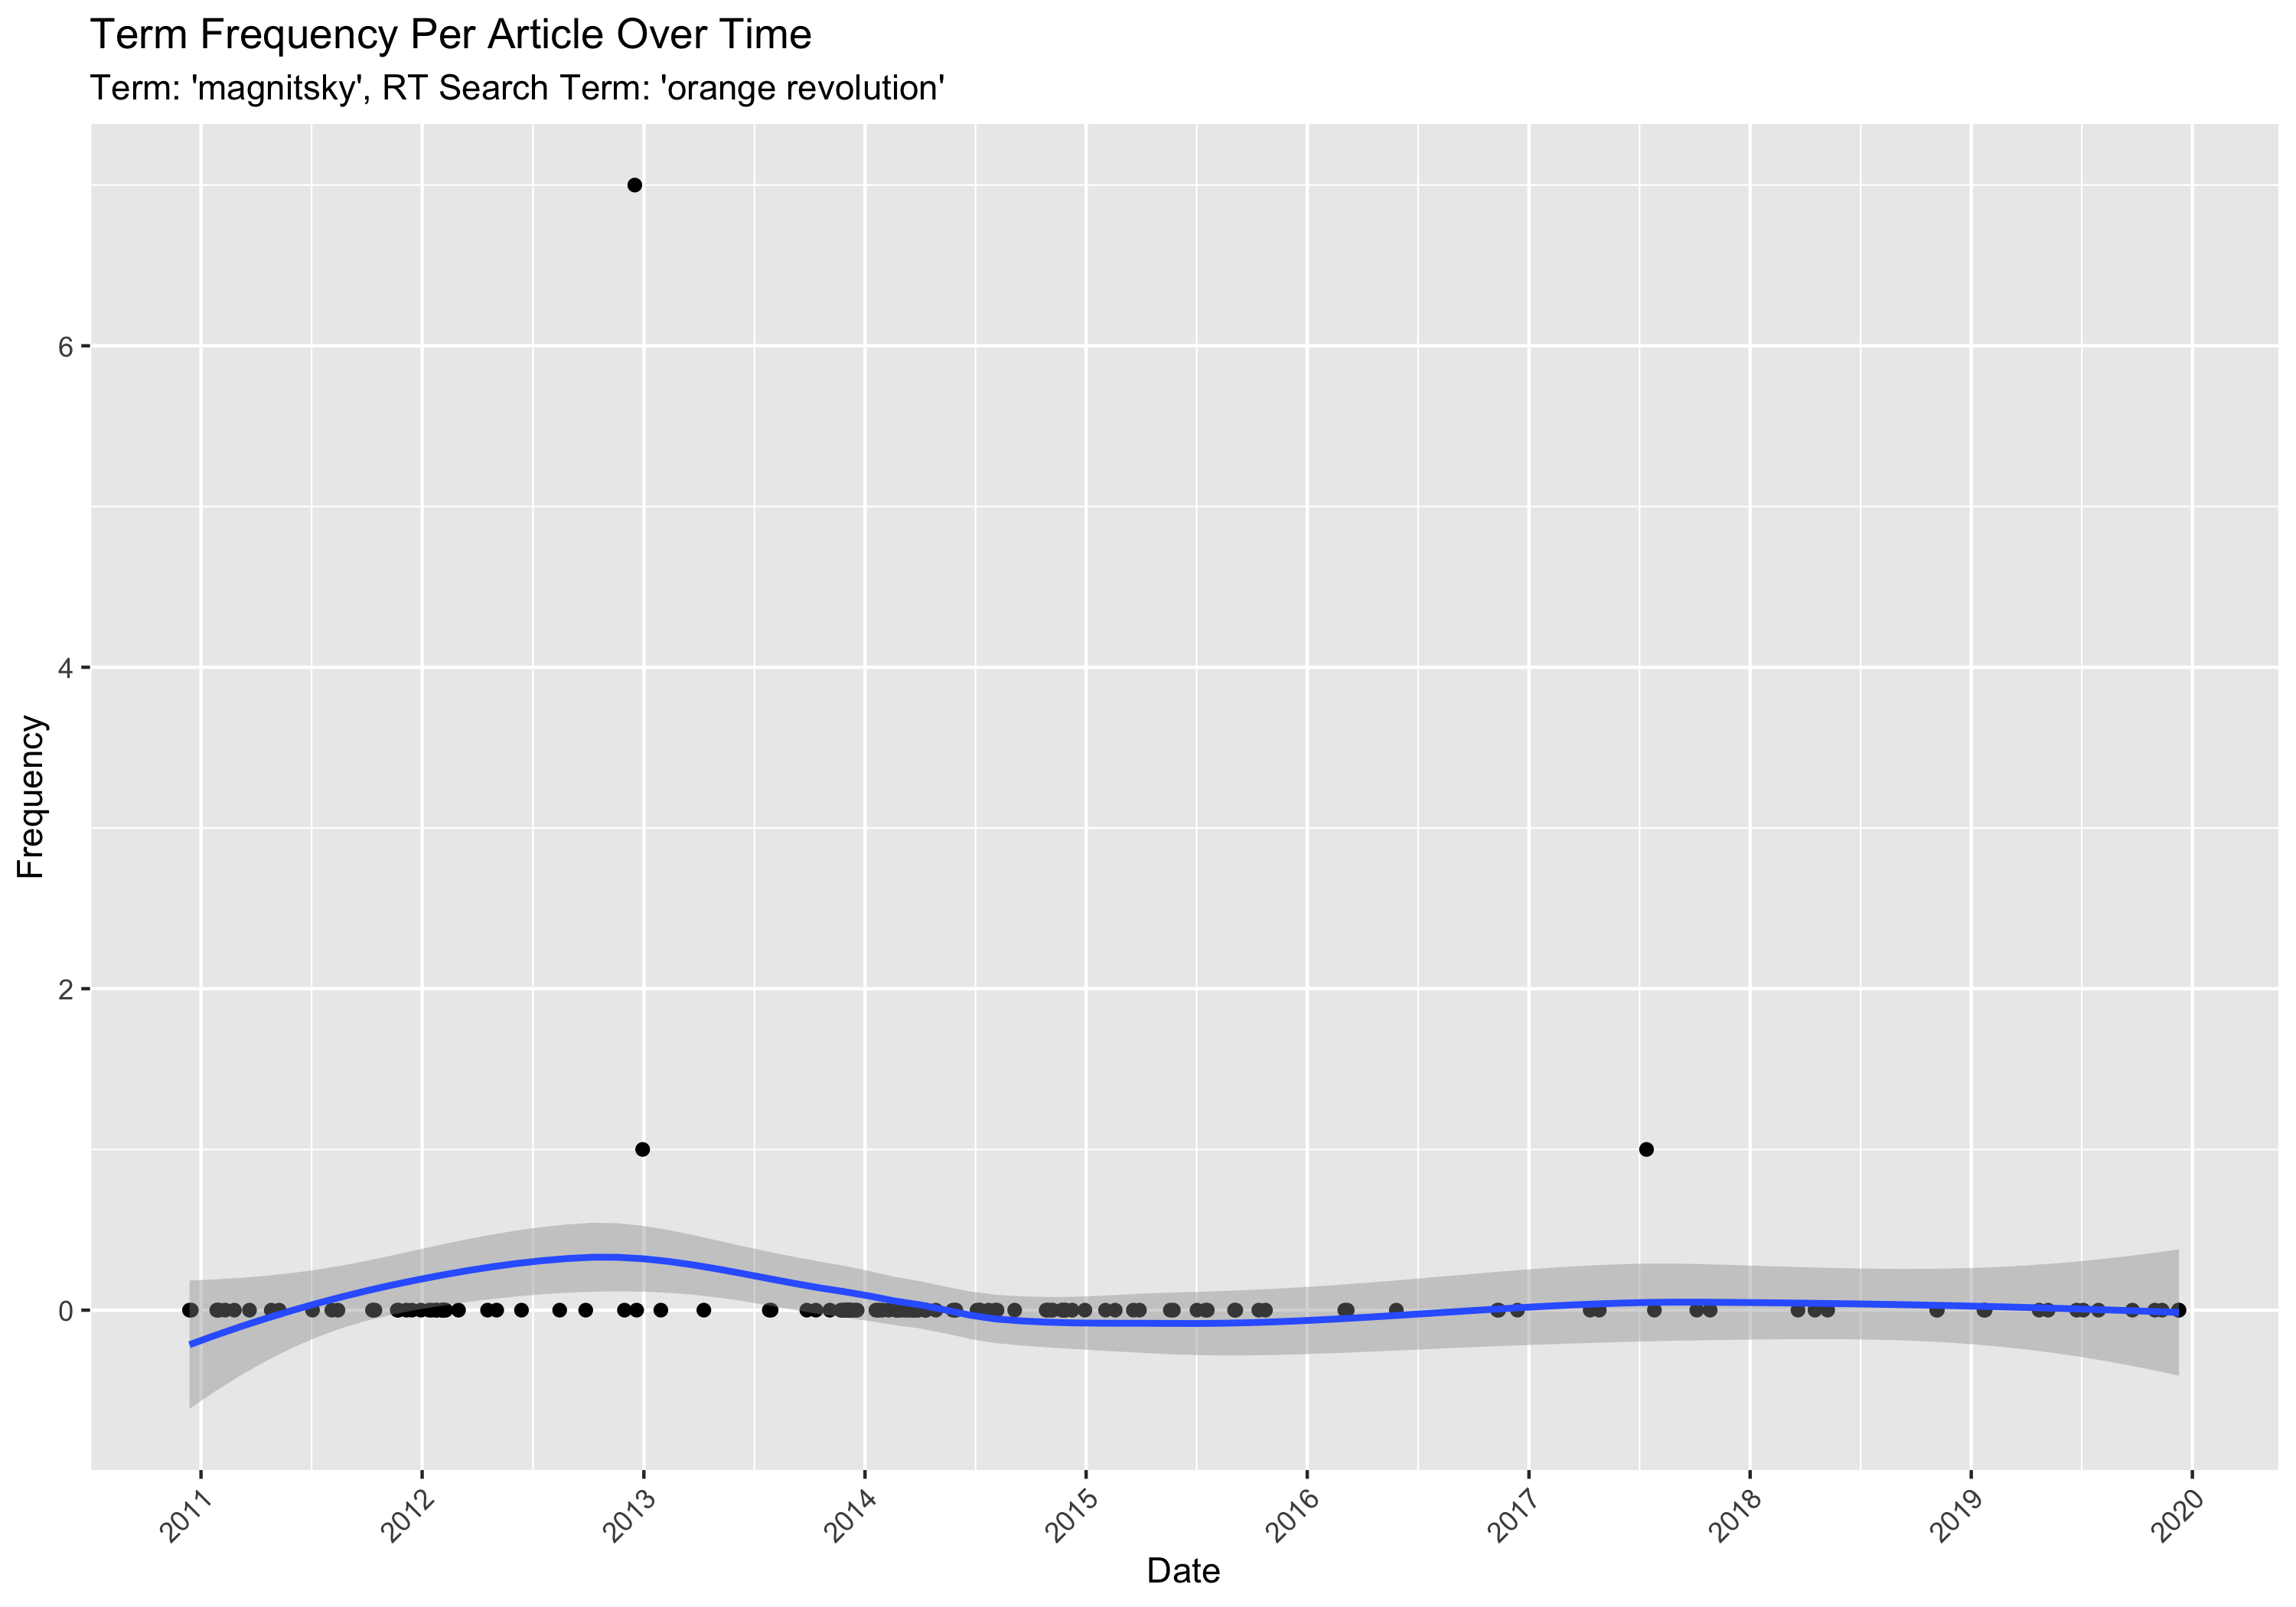 Term Frequency Per Article Over Time
Term: 'magnitsky', RT Search Term: 'orange revolution'
Frequency
6
4
2
0
2011 2012 2013 2014 2015 2016 2017 2018 2019 2020
Date